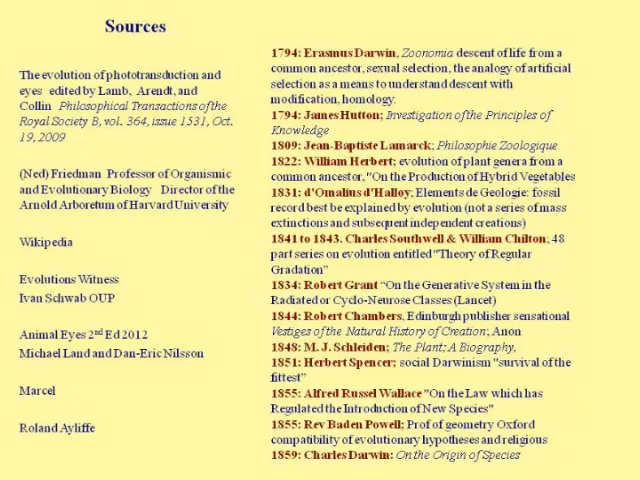 Sources
The evolution of phototransduction and
eyes edited by Lamb, Arendt, and
Collin Philosophical Transactions of the
Royal Society B, vol. 364, issue 1531, Oct.
19, 2009
(Ned) Friedman Professor of Organismic
and Evolutionary Biology Director of the
Arnold Arboretum of Harvard University
Wikipedia
Evolutions Witness
Ivan Schwab OUP
Animal Eyes 2nd Ed 2012
Michael Land and Dan-Eric Nilsson
Marcel
Roland Ayliffe
1794: Erasmus Darwin, Zoonomia descent of life from a
common ancestor, sexual selection, the analogy of artificial
selection as a means to understand descent with
modification, homology.
1794: James Hutton; Investigation of the Principles of
Knowledge
1809: Jean-Baptiste Lamarck; Philosophie Zoologique
1822: William Herbert; evolution of plant genera from a
common ancestor, "On the Production of Hybrid Vegetables
1831: d'Omalius d'Halloy; Elements de Geologie: fossil
record best be explained by evolution (not a series of mass
extinctions and subsequent independent creations)
1841 to 1843. Charles Southwell & William Chilton; 48
part series on evolution entitled "Theory of Regular
Gradation"
1834: Robert Grant "On the Generative System in the
Radiated or Cyclo-Neurose Classes (Lancet)
1844: Robert Chambers, Edinburgh publisher sensational
Vestiges of the Natural History of Creation; Anon
1848: M. J. Schleiden; The Plant; A Biography,
1851: Herbert Spencer; social Darwinism "survival of the
fittest"
1855: Alfred Russel Wallace "On the Law which has
Regulated the Introduction of New Species"
1855: Rev Baden Powell; Prof of geometry Oxford
compatibility of evolutionary hypotheses and religious
1859: Charles Darwin: On the Origin of Species